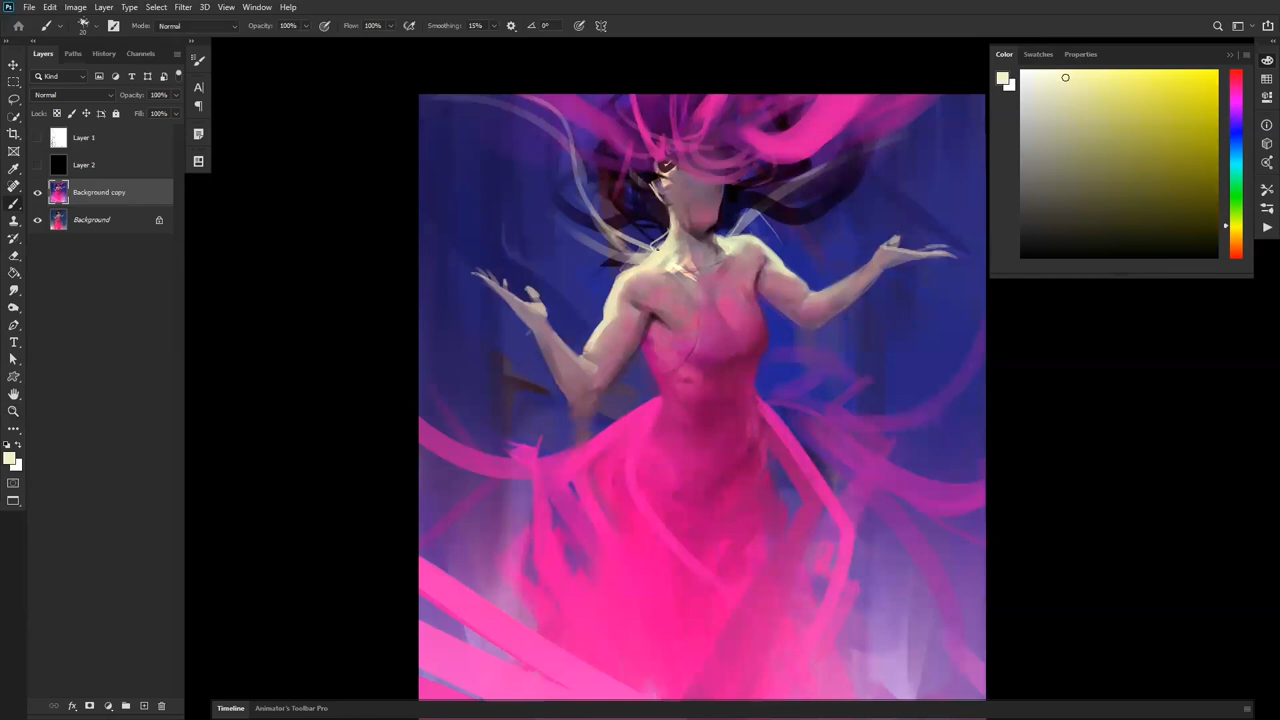 Ps File Edit Image Layer Type Select Filter 3D View Window Help
20 Mode: Normal Opacity: 100% Flow: 100% Smoothing: 15% 0°
Layers Paths History Channels
Kind
Normal Opacity: 100%
Lock: Fill: 100%
Layer 1
Layer 2
Background copy
Background
Color Swatches Properties
Timeline Animator's Toolbar Pro